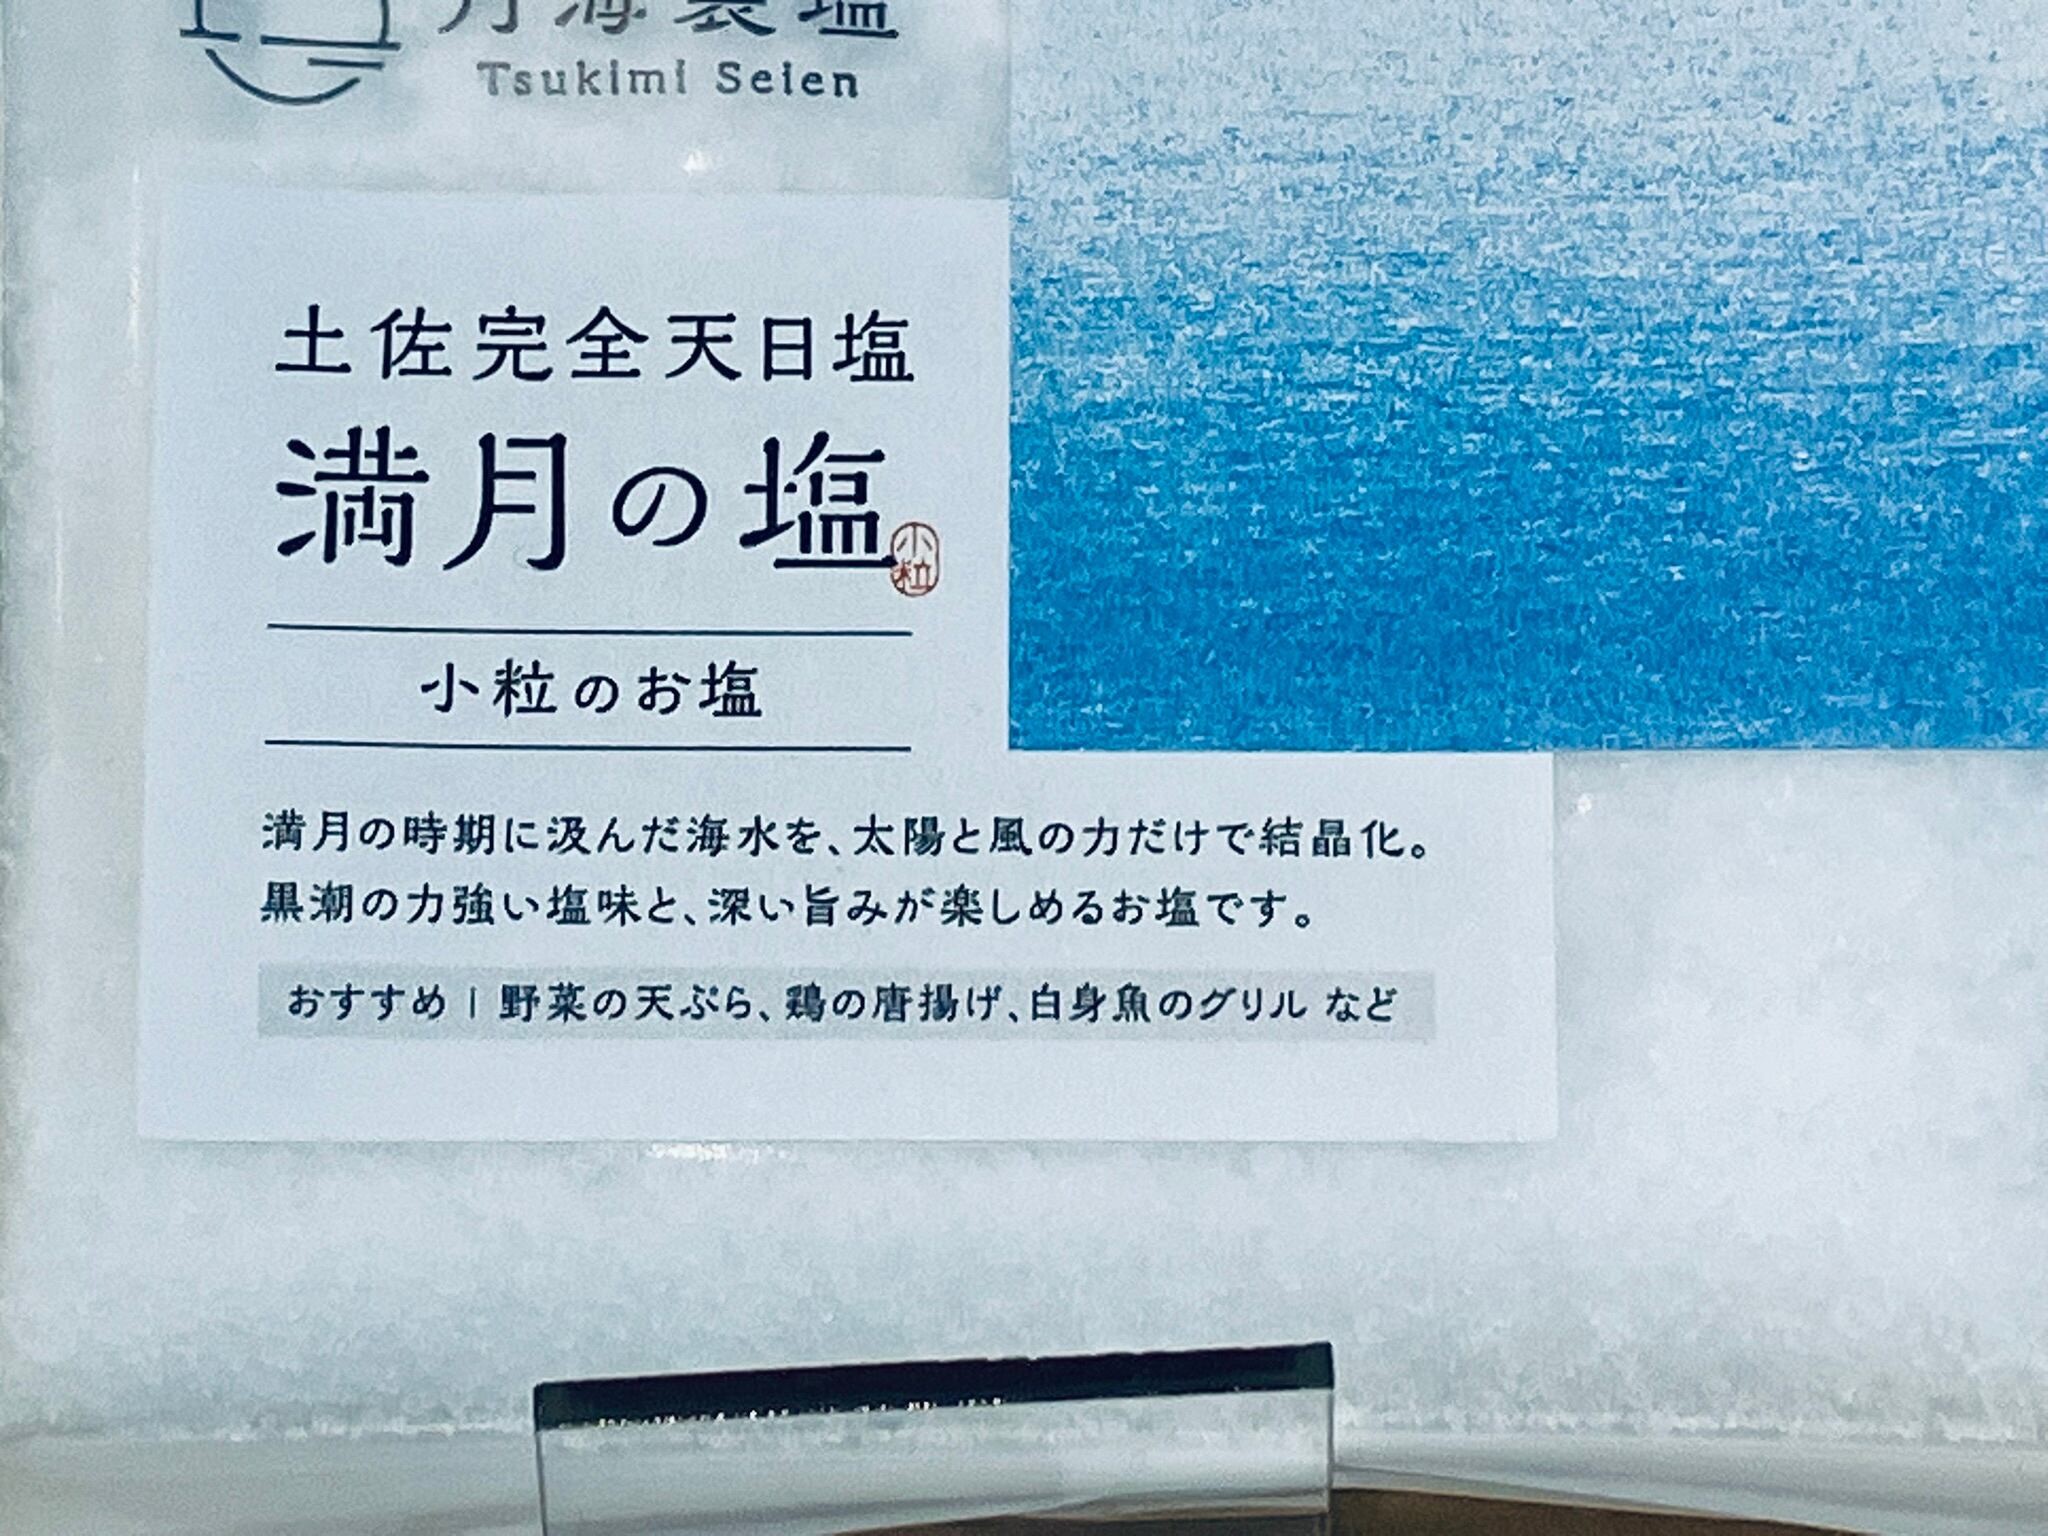 月海製塩
Tsukimi Seien
土佐完全天日塩
満月の塩
小粒
小粒のお塩
満月の時期に汲んだ海水を、太陽と風の力だけで結晶化。
黒潮の力強い塩味と、深い旨みが楽しめるお塩です。
おすすめ | 野菜の天ぷら、鶏の唐揚げ、白身魚のグリル など